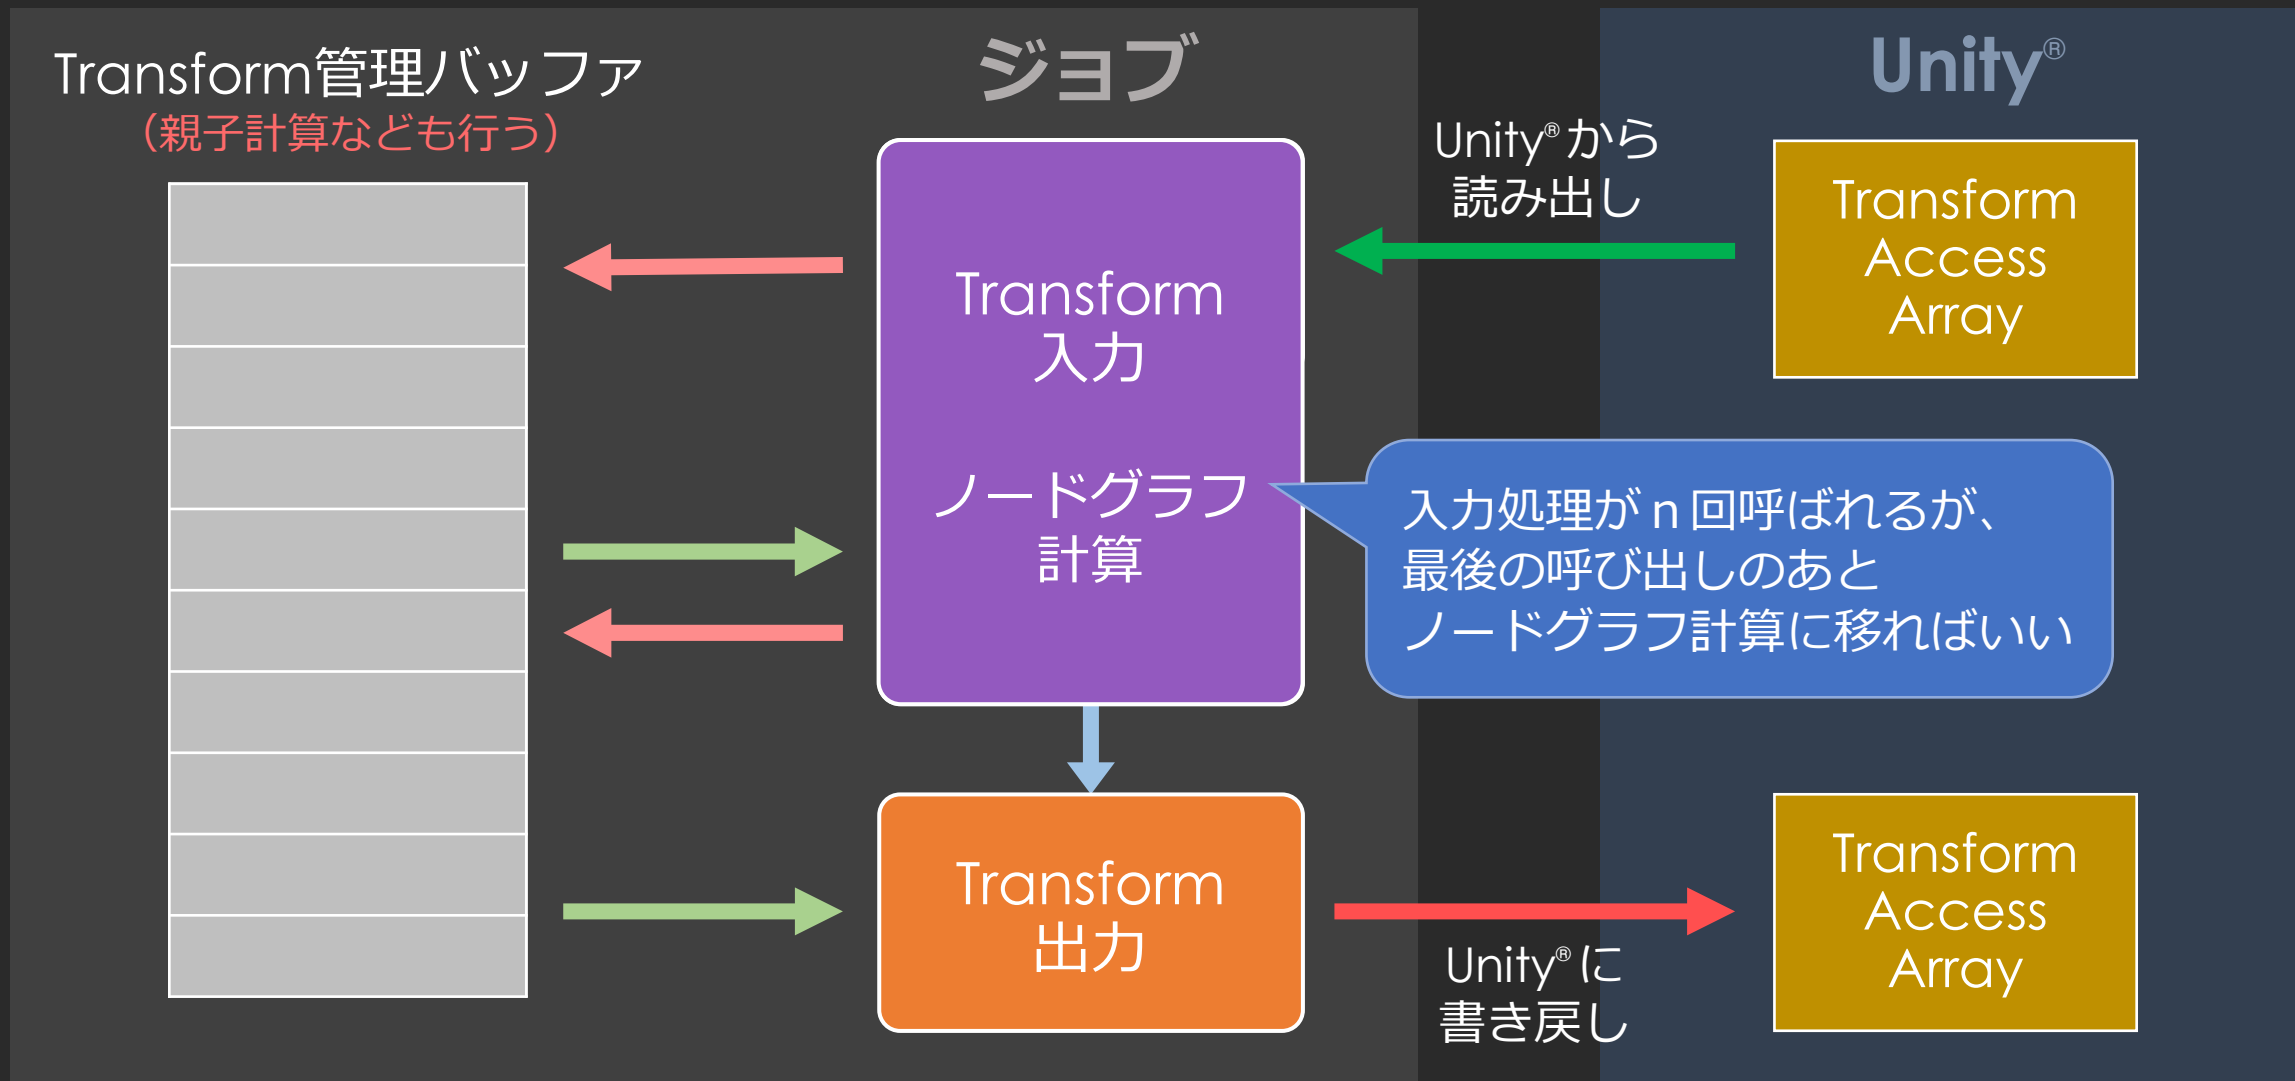 Transform管理バッファ
（親子計算なども行う）
ジョブ
Unity®
Transform
入力
ノードグラフ
計算
Unity®から
読み出し
Transform
Access
Array
入力処理が n 回呼ばれるが、
最後の呼び出しのあと
ノードグラフ計算に移ればいい
Transform
出力
Unity®に
書き戻し
Transform
Access
Array